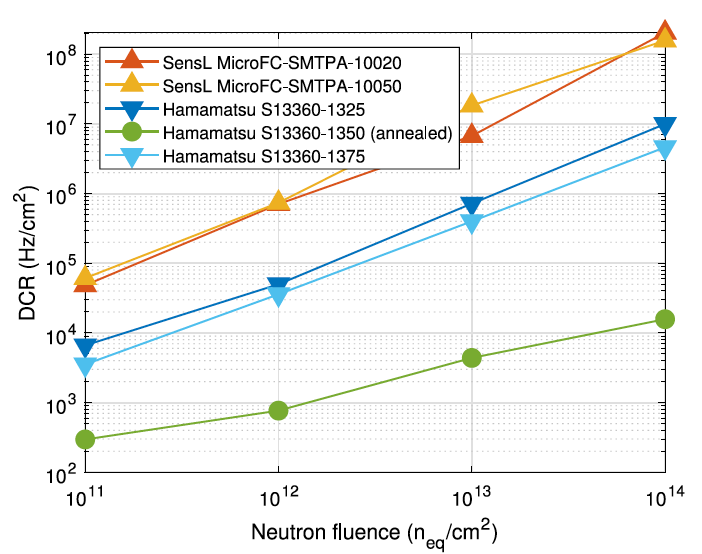 10^8
10^7
10^6
10^5
10^4
10^3
10^2
DCR (Hz/cm^2)
SensL MicroFC-SMTPA-10020
SensL MicroFC-SMTPA-10050
Hamamatsu S13360-1325
Hamamatsu S13360-1350 (annealed)
Hamamatsu S13360-1375
10^11 10^12 10^13 10^14
Neutron fluence (n_eq/cm^2)